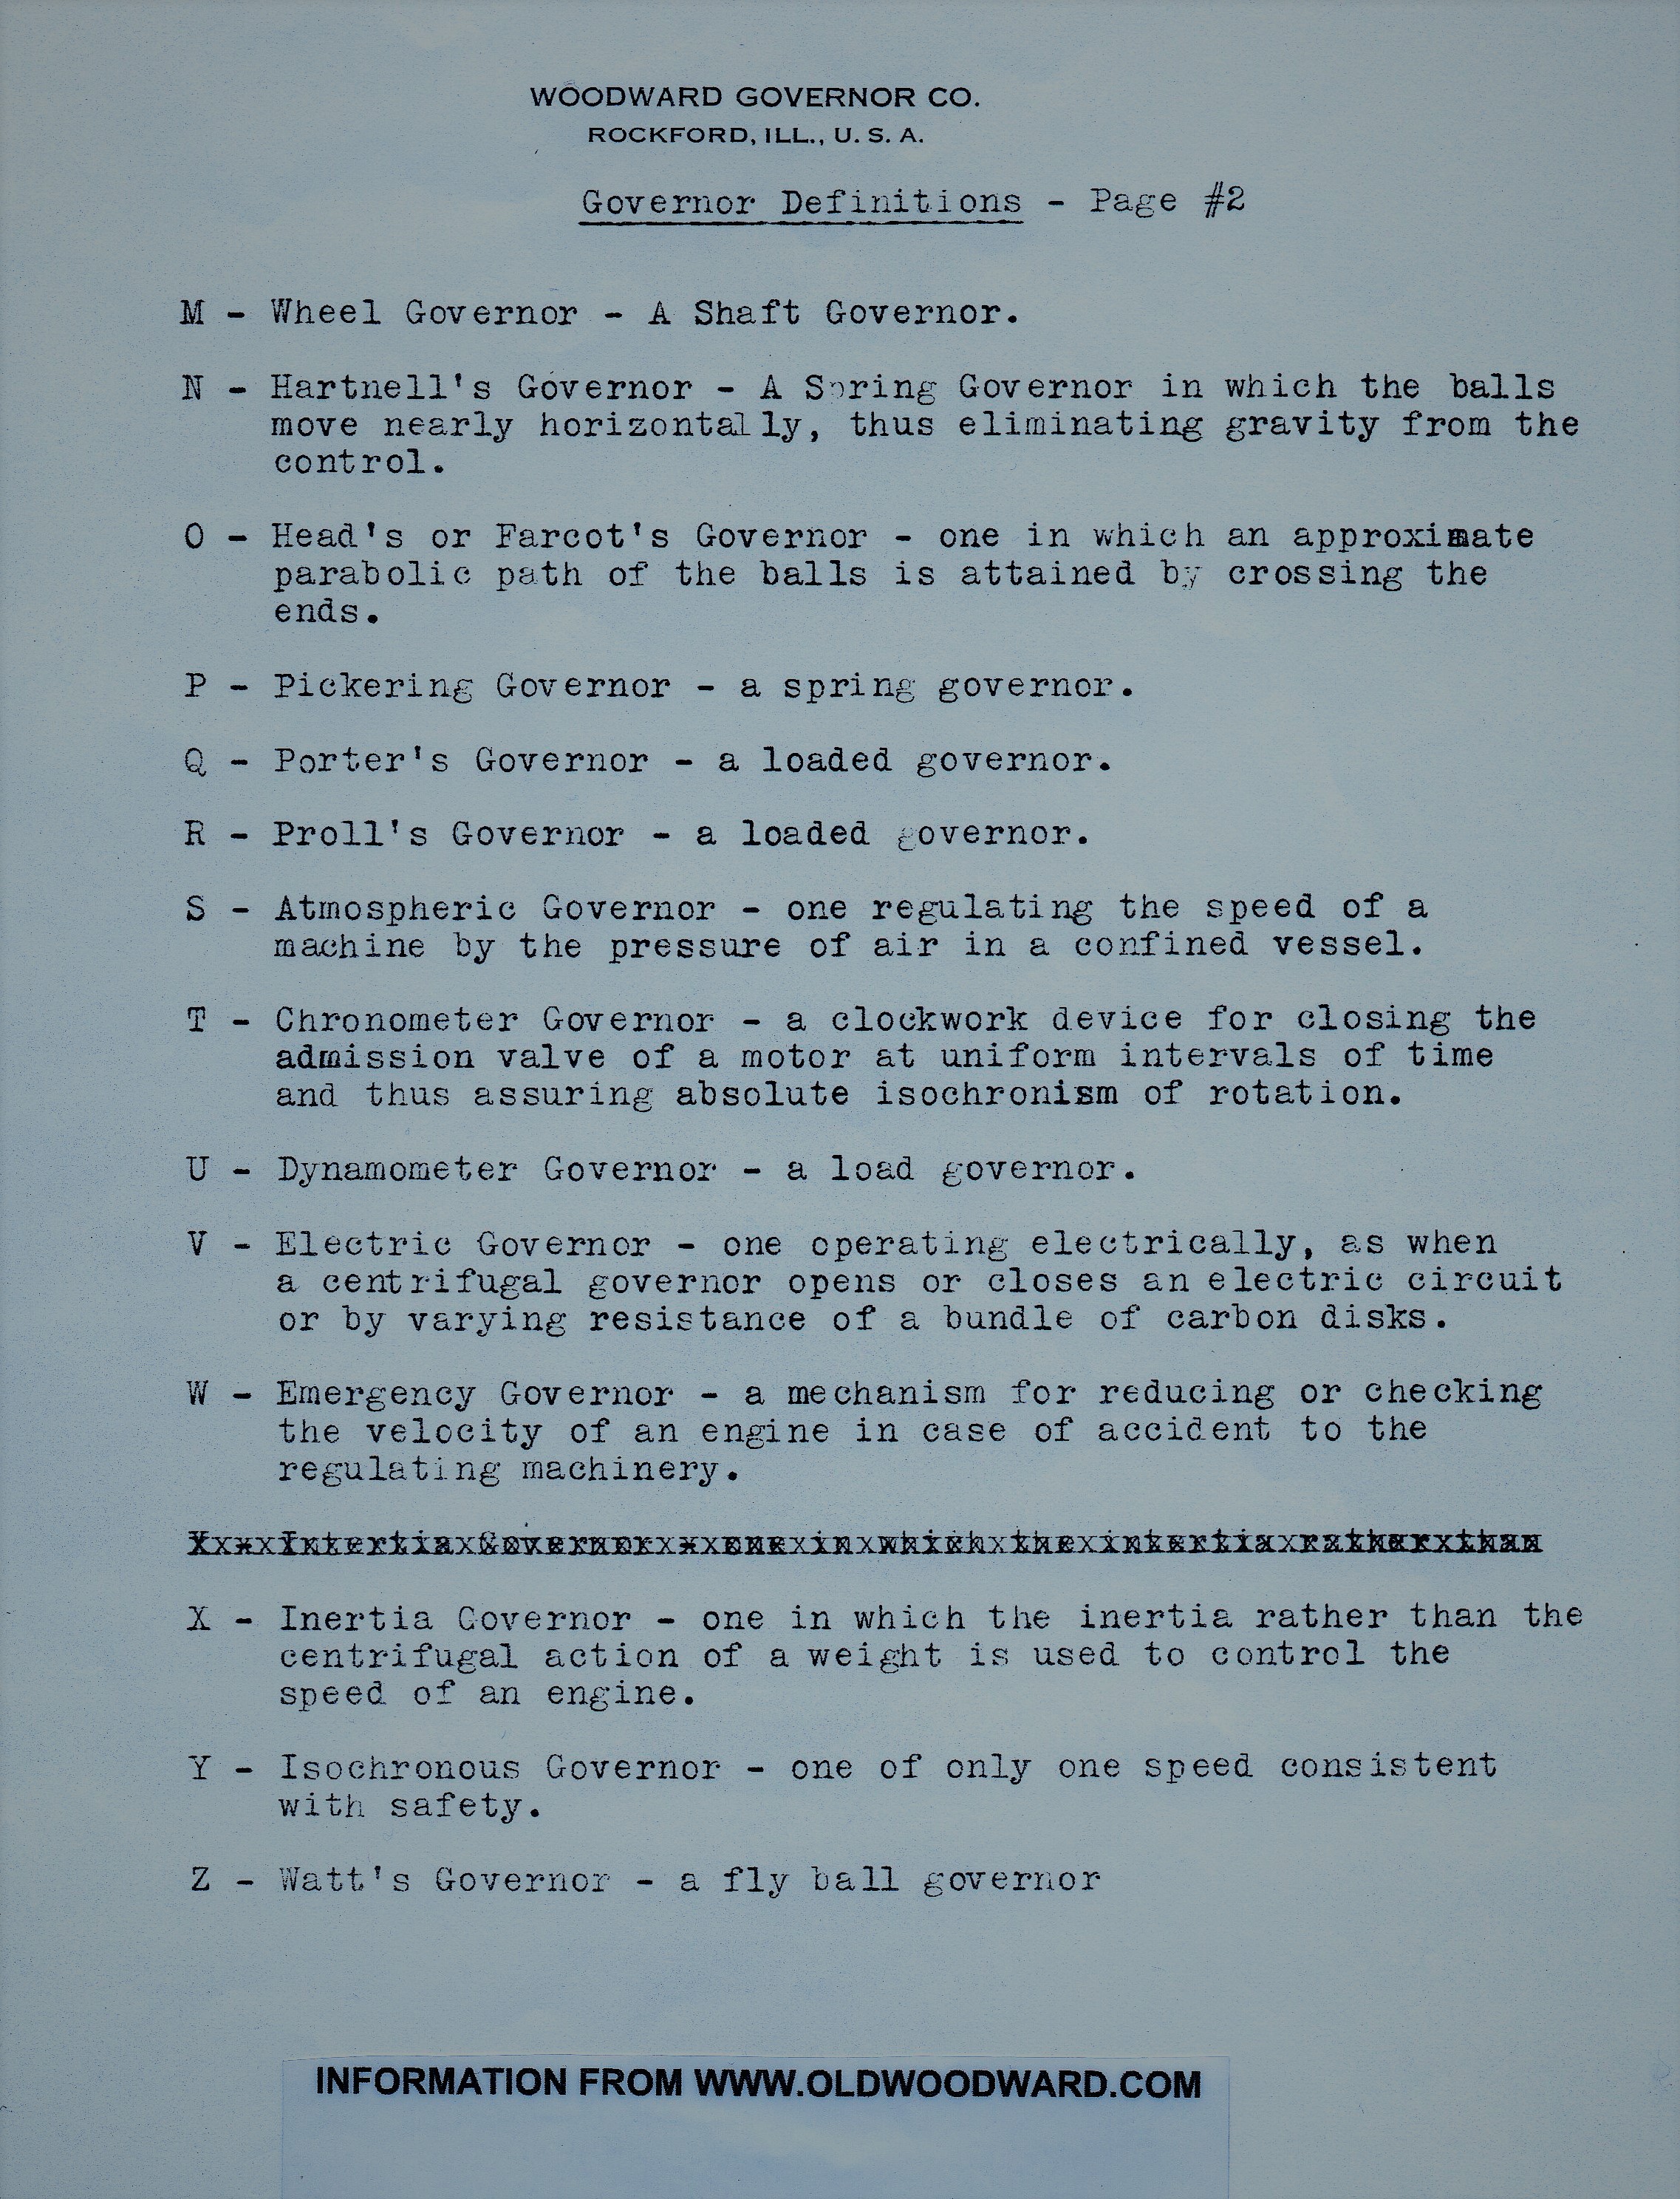 WOODWARD GOVERNOR CO.
ROCKFORD, ILL., U. S. A.
Governor Definitions - Page #2
M - Wheel Governor - A Shaft Governor.
N - Hartnell's Governor - A Spring Governor in which the balls
move nearly horizontally, thus eliminating gravity from the
control.
O - Head's or Farcot's Governor - one in which an approximate
parabolic path of the balls is attained by crossing the
ends.
P - Pickering Governor - a spring governor.
Q - Porter's Governor - a loaded governor.
R - Proll's Governor - a loaded governor.
S - Atmospheric Governor - one regulating the speed of a
machine by the pressure of air in a confined vessel.
T - Chronometer Governor - a clockwork device for closing the
admission valve of a motor at uniform intervals of time
and thus assuring absolute isochronism of rotation.
U - Dynamometer Governor - a load governor.
V - Electric Governor - one operating electrically, as when
a centrifugal governor opens or closes an electric circuit
or by varying resistance of a bundle of carbon disks.
W - Emergency Governor - a mechanism for reducing or checking
the velocity of an engine in case of accident to the
regulating machinery.
X - Intertia Governor - one in which the intertia rather than
X - Inertia Governor - one in which the inertia rather than the
centrifugal action of a weight is used to control the
speed of an engine.
Y - Isochronous Governor - one of only one speed consistent
with safety.
Z - Watt's Governor - a fly ball governor
INFORMATION FROM WWW.OLDWOODWARD.COM